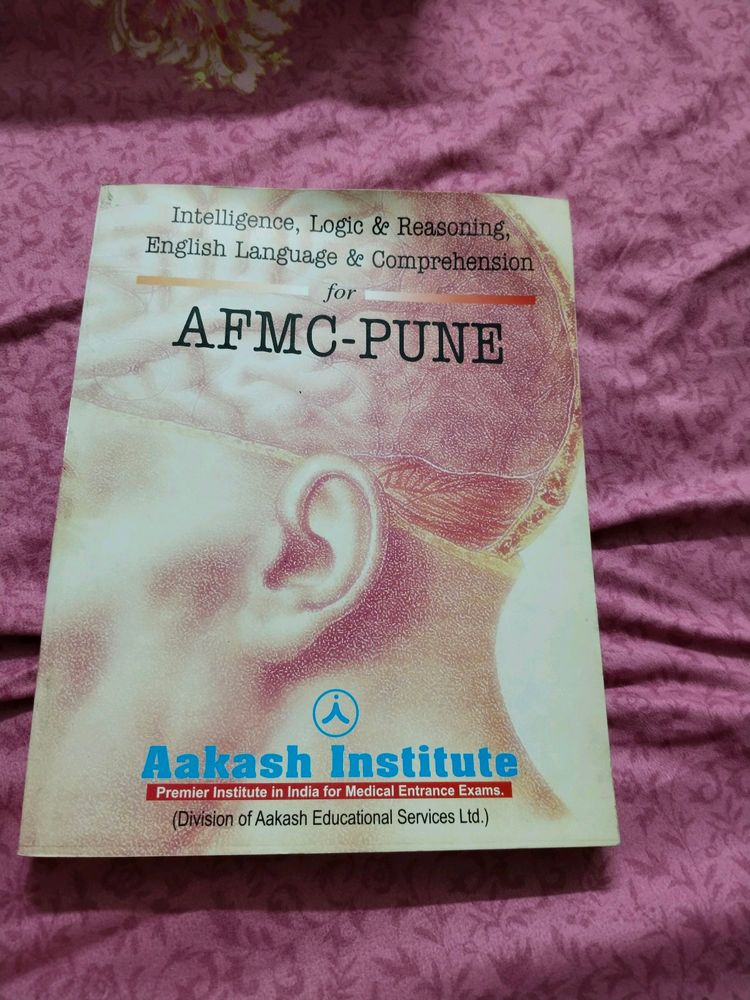 Intelligence, Logic & Reasoning,
English Language & Comprehension
for
AFMC-PUNE
Aakash Institute
Premier Institute in India for Medical Entrance Exams.
(Division of Aakash Educational Services Ltd.)